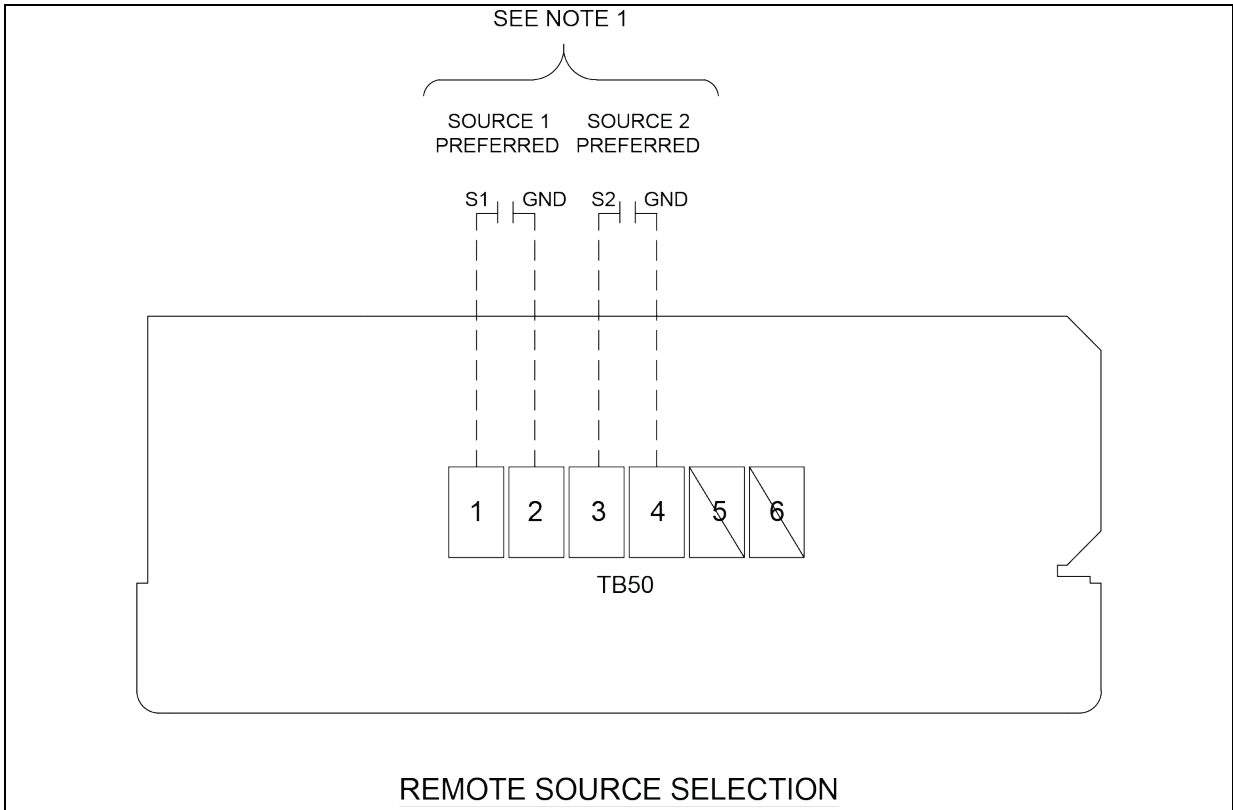 SEE NOTE 1
SOURCE 1 PREFERRED
SOURCE 2 PREFERRED
S1 GND S2 GND
1 2 3 4 5 6
TB50
REMOTE SOURCE SELECTION